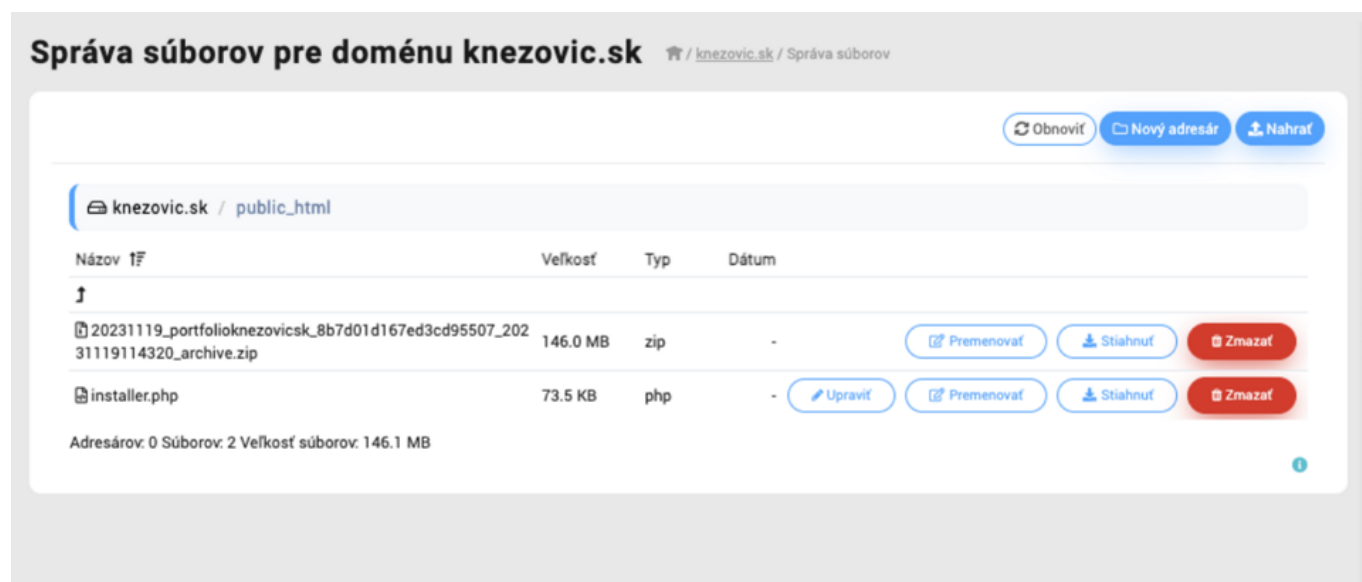 Správa súborov pre doménu knezovic.sk / knezovic.sk / Správa súborov
Obnoviť Nový adresár Nahrať
knezovic.sk / public_html
Názov Veľkosť Typ Dátum
20231119_portfolioknezovicsk_8b7d01d167ed3cd95507_202
31119114320_archive.zip 146.0 MB zip - Premenovať Stiahnuť Zmazať
installer.php 73.5 KB php - Upraviť Premenovať Stiahnuť Zmazať
Adresárov: 0 Súborov: 2 Veľkosť súborov: 146.1 MB